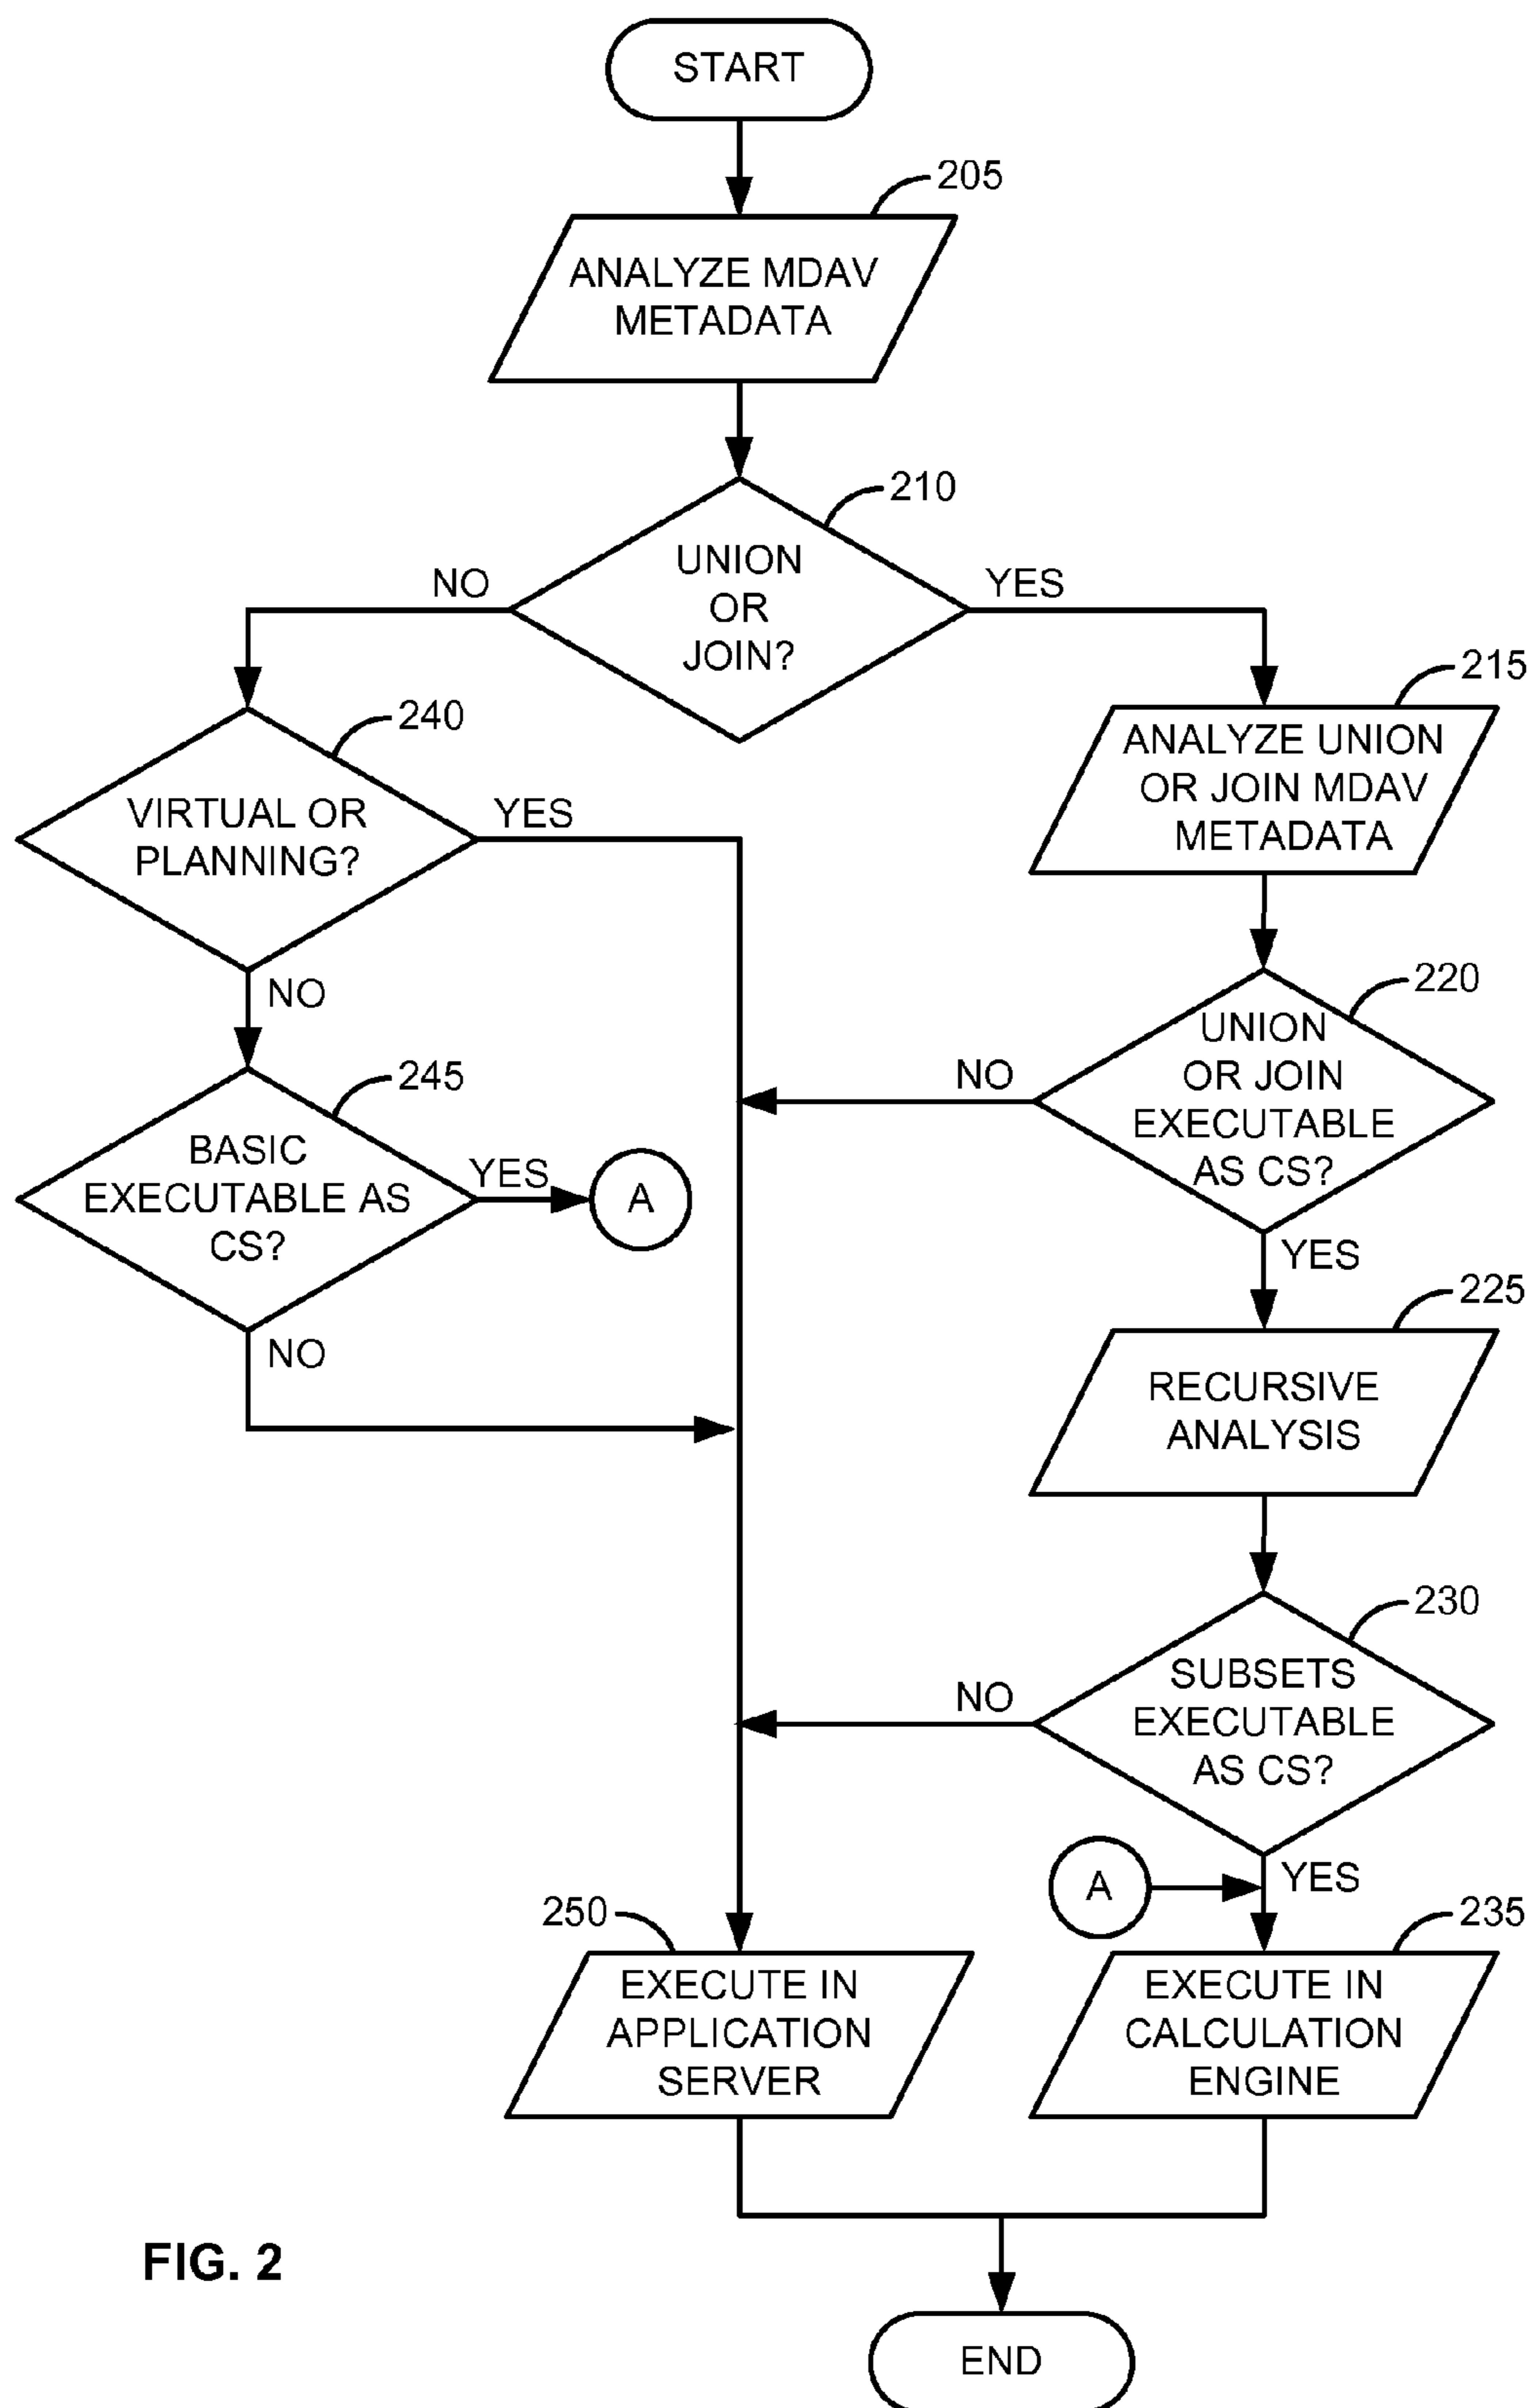 START
205
ANALYZE MDAV
METADATA
210
UNION
OR
JOIN?
NO
YES
215
ANALYZE UNION
OR JOIN MDAV
METADATA
240
VIRTUAL OR
PLANNING?
YES
NO
220
UNION
OR JOIN
EXECUTABLE
AS CS?
NO
YES
245
BASIC
EXECUTABLE AS
CS?
YES
A
NO
225
RECURSIVE
ANALYSIS
230
SUBSETS
EXECUTABLE
AS CS?
NO
YES
A
250
EXECUTE IN
APPLICATION
SERVER
235
EXECUTE IN
CALCULATION
ENGINE
FIG. 2
END